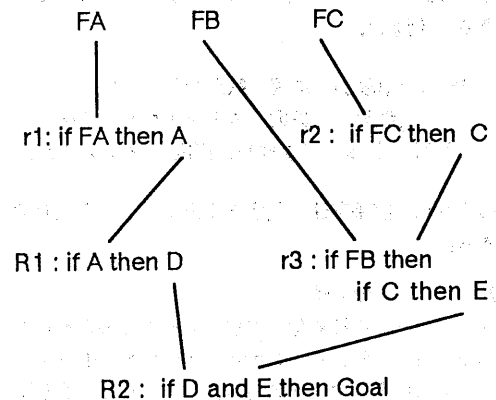 FA FB FC
r1: if FA then A r2 : if FC then C
R1 : if A then D r3 : if FB then
if C then E
R2 : if D and E then Goal